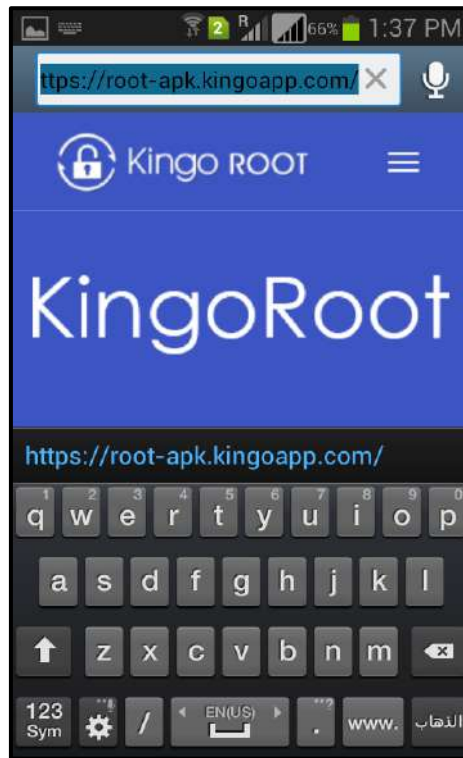 2 R 66% 1:37 PM
ttps://root-apk.kingoapp.com/
Kingo ROOT
KingoRoot
https://root-apk.kingoapp.com/
1 2 3 4 5 6 7 8 9 0
q w e r t y u i o p
a s d f g h j k l
z x c v b n m
123 EN(US) ...?
Sym / . www. الذهاب